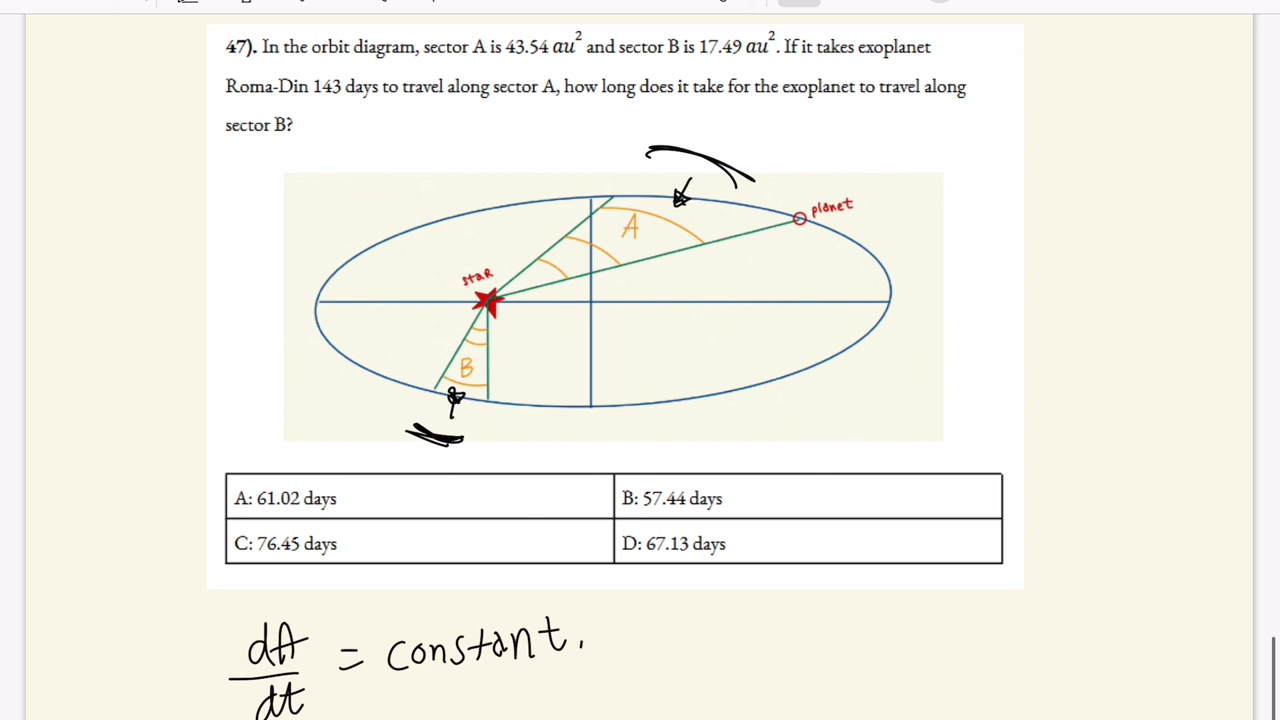 47). In the orbit diagram, sector A is 43.54 au² and sector B is 17.49 au². If it takes exoplanet
Roma-Din 143 days to travel along sector A, how long does it take for the exoplanet to travel along
sector B?
planet
A
star
B
A: 61.02 days
B: 57.44 days
C: 76.45 days
D: 67.13 days
dA/dt = constant.